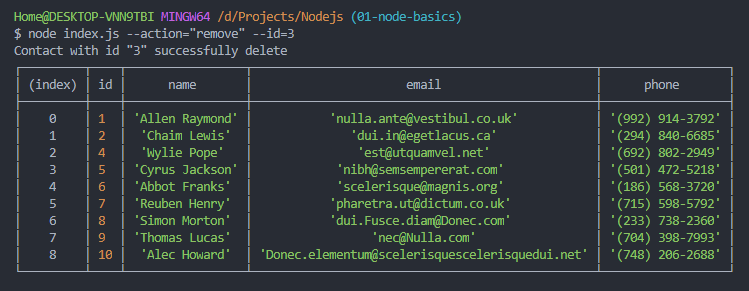 Home@DESKTOP-VNN9TBI MINGW64 /d/Projects/Nodejs (01-node-basics)
$ node index.js --action="remove" --id=3
Contact with id "3" successfully delete
(index) id name email phone
0 1 'Allen Raymond' 'nulla.ante@vestibul.co.uk' '(992) 914-3792'
1 2 'Chaim Lewis' 'dui.in@egetlacus.ca' '(294) 840-6685'
2 4 'Wylie Pope' 'est@utquamvel.net' '(692) 802-2949'
3 5 'Cyrus Jackson' 'nibh@semsempererat.com' '(501) 472-5218'
4 6 'Abbot Franks' 'scelerisque@magnis.org' '(186) 568-3720'
5 7 'Reuben Henry' 'pharetra.ut@dictum.co.uk' '(715) 598-5792'
6 8 'Simon Morton' 'dui.Fusce.diam@Donec.com' '(233) 738-2360'
7 9 'Thomas Lucas' 'nec@Nulla.com' '(704) 398-7993'
8 10 'Alec Howard' 'Donec.elementum@scelerisquescelerisquedui.net' '(748) 206-2688'